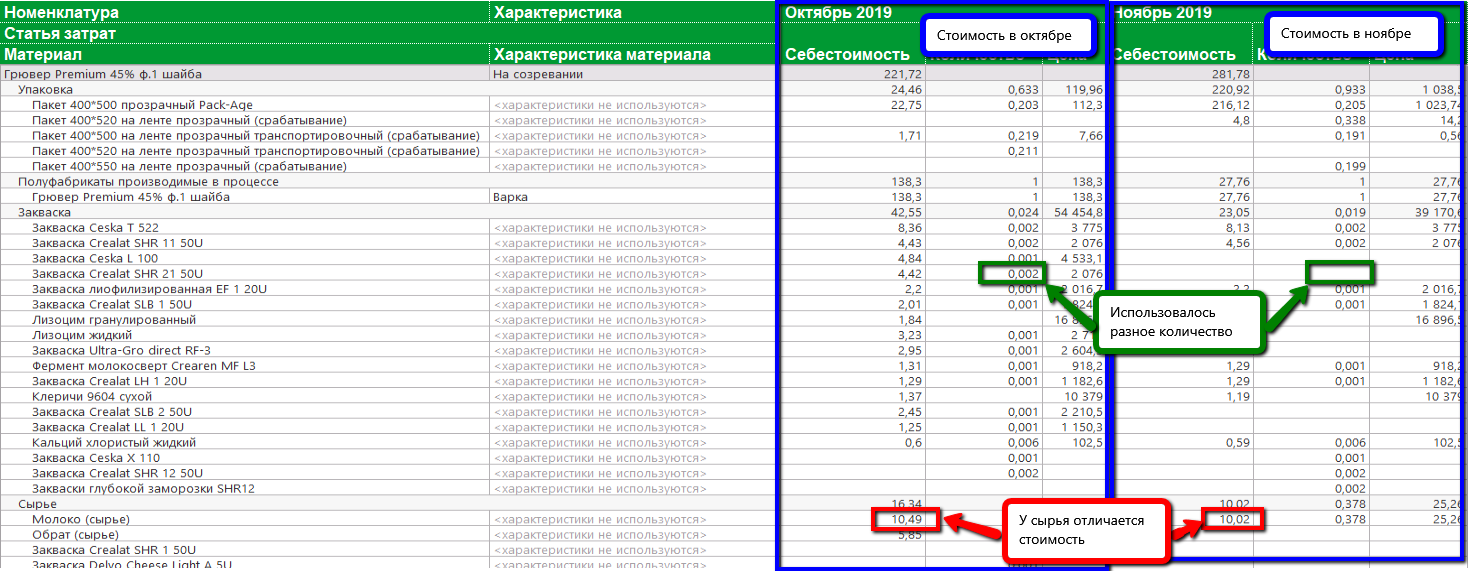 Номенклатура Характеристика Октябрь 2019 Ноябрь 2019
Стоимость в октябре Стоимость в ноябре
Статья затрат
Материал Характеристика материала Себестоимость Себестоимость
Грювер Premium 45% ф.1 шайба На созревании 221,72 281,78
Упаковка 24,46 0,633 119,96 220,92 0,933
Пакет 400*500 прозрачный Pack-Age <характеристики не используются> 22,75 0,203 112,3 216,12 0,205 1 023,74
Пакет 400*520 на ленте прозрачный (срабатывание) <характеристики не используются> 4,8 0,338 14,2
Пакет 400*500 на ленте прозрачный транспортировочный (срабатывание) <характеристики не используются> 1,71 0,219 7,66 0,191 0,56
Пакет 400*520 на ленте прозрачный транспортировочный (срабатывание) <характеристики не используются> 0,211
Пакет 400*550 на ленте прозрачный (срабатывание) <характеристики не используются> 0,199
Полуфабрикаты производимые в процессе 138,3 1 138,3 27,76 1 27,76
Грювер Premium 45% ф.1 шайба Варка 138,3 1 138,3 27,76 1 27,76
Закваска 42,55 0,024 54 454,8 23,05 0,019 39 170,6
Закваска Ceska T 522 <характеристики не используются> 8,36 0,002 3 775 8,13 0,002 3 775
Закваска Crealat SHR 11 50U <характеристики не используются> 4,43 0,002 2 076 4,56 0,002 2 076
Закваска Ceska L 100 <характеристики не используются> 4,84 0,001 4 533,1
Закваска Crealat SHR 21 50U <характеристики не используются> 4,42 0,002 2 076
Закваска лиофилизированная EF 1 20U <характеристики не используются> 2,2 0,001 2 016,7 0,001 2 016,7
Закваска Crealat SLB 1 50U <характеристики не используются> 2,01 0,001 0,001 1 824,1
Использовалось
разное количество
Лизоцим гранулированный <характеристики не используются> 1,84 16 896,5
Лизоцим жидкий <характеристики не используются> 3,23 0,001
Закваска Ultra-Gro direct RF-3 <характеристики не используются> 2,95 0,001 2 604,
Фермент молокосверт Crearen MF L3 <характеристики не используются> 1,31 0,001 918,2 1,29 0,001 918,2
Закваска Crealat LH 1 20U <характеристики не используются> 1,29 0,001 1 182,6 1,29 0,001 1 182,6
Клеричи 9604 сухой <характеристики не используются> 1,37 10 379 1,19 10 379
Закваска Crealat SLB 2 50U <характеристики не используются> 2,45 0,001 2 210,5
Закваска Crealat LL 1 20U <характеристики не используются> 1,25 0,001 1 150,3
Кальций хлористый жидкий <характеристики не используются> 0,6 0,006 102,5 0,59 0,006 102,5
Закваска Ceska X 110 <характеристики не используются> 0,001 0,001
Закваска Crealat SHR 12 50U <характеристики не используются> 0,002 0,002
Закваски глубокой заморозки SHR12 <характеристики не используются> 0,002
Сырье 16,34 10,02 0,378 25,26
Молоко (сырье) <характеристики не используются> 10,49 10,02 0,378 25,26
У сырья отличается
стоимость
Обрат (сырье) <характеристики не используются> 5,85
Закваска Crealat SHR 1 50U <характеристики не используются>
Закваска Delvo Cheese Light A 5U <характеристики не используются>